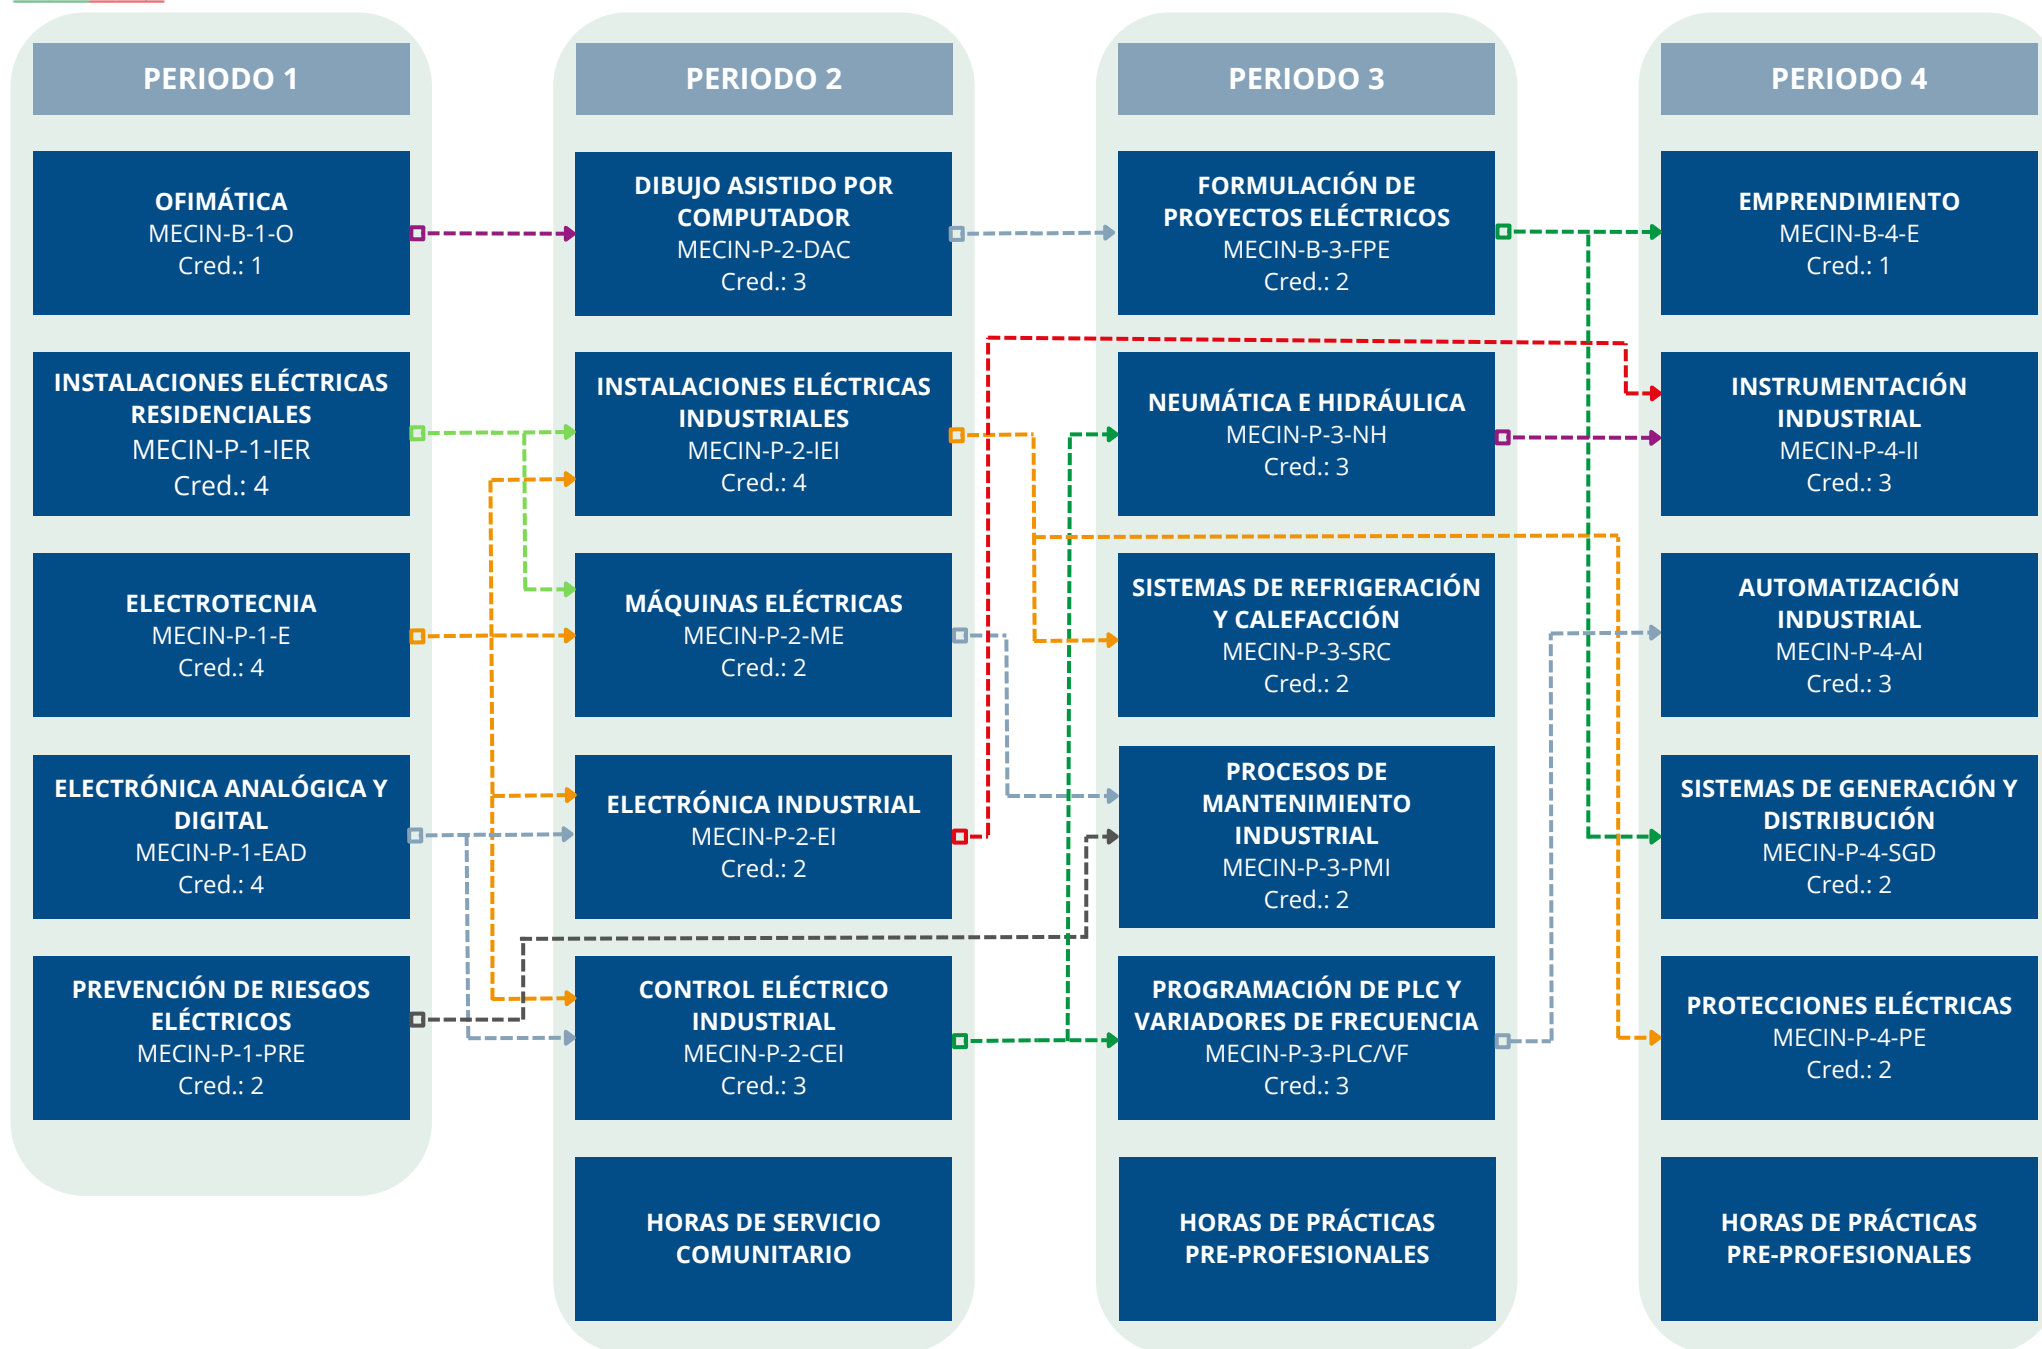 PERIODO 1
OFIMÁTICA
MECIN-B-1-O
Cred.: 1
INSTALACIONES ELÉCTRICAS
RESIDENCIALES
MECIN-P-1-IER
Cred.: 4
ELECTROTECNIA
MECIN-P-1-E
Cred.: 4
ELECTRÓNICA ANALÓGICA Y
DIGITAL
MECIN-P-1-EAD
Cred.: 4
PREVENCIÓN DE RIESGOS
ELÉCTRICOS
MECIN-P-1-PRE
Cred.: 2
PERIODO 2
DIBUJO ASISTIDO POR
COMPUTADOR
MECIN-P-2-DAC
Cred.: 3
INSTALACIONES ELÉCTRICAS
INDUSTRIALES
MECIN-P-2-IEI
Cred.: 4
MÁQUINAS ELÉCTRICAS
MECIN-P-2-ME
Cred.: 2
ELECTRÓNICA INDUSTRIAL
MECIN-P-2-EI
Cred.: 2
CONTROL ELÉCTRICO
INDUSTRIAL
MECIN-P-2-CEI
Cred.: 3
HORAS DE SERVICIO
COMUNITARIO
PERIODO 3
FORMULACIÓN DE
PROYECTOS ELÉCTRICOS
MECIN-B-3-FPE
Cred.: 2
NEUMÁTICA E HIDRÁULICA
MECIN-P-3-NH
Cred.: 3
SISTEMAS DE REFRIGERACIÓN
Y CALEFACCIÓN
MECIN-P-3-SRC
Cred.: 2
PROCESOS DE
MANTENIMIENTO
INDUSTRIAL
MECIN-P-3-PMI
Cred.: 2
PROGRAMACIÓN DE PLC Y
VARIADORES DE FRECUENCIA
MECIN-P-3-PLC/VF
Cred.: 3
HORAS DE PRÁCTICAS
PRE-PROFESIONALES
PERIODO 4
EMPRENDIMIENTO
MECIN-B-4-E
Cred.: 1
INSTRUMENTACIÓN
INDUSTRIAL
MECIN-P-4-II
Cred.: 3
AUTOMATIZACIÓN
INDUSTRIAL
MECIN-P-4-AI
Cred.: 3
SISTEMAS DE GENERACIÓN Y
DISTRIBUCIÓN
MECIN-P-4-SGD
Cred.: 2
PROTECCIONES ELÉCTRICAS
MECIN-P-4-PE
Cred.: 2
HORAS DE PRÁCTICAS
PRE-PROFESIONALES